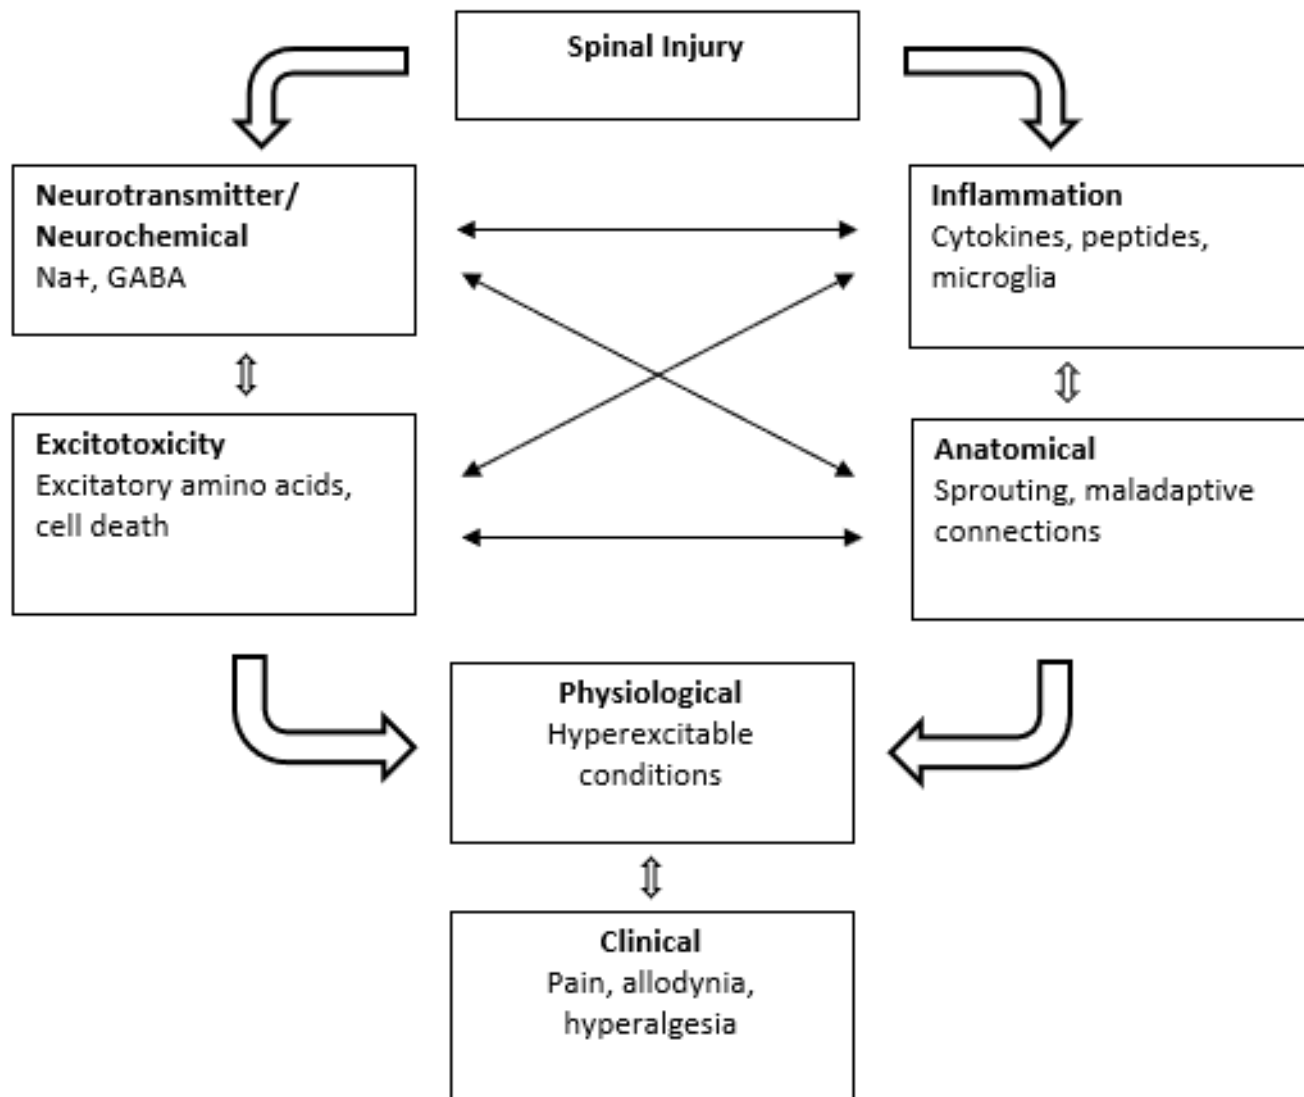 Spinal Injury
Neurotransmitter/
Neurochemical
Na+, GABA
Inflammation
Cytokines, peptides,
microglia
Excitotoxicity
Excitatory amino acids,
cell death
Anatomical
Sprouting, maladaptive
connections
Physiological
Hyperexcitable
conditions
Clinical
Pain, allodynia,
hyperalgesia